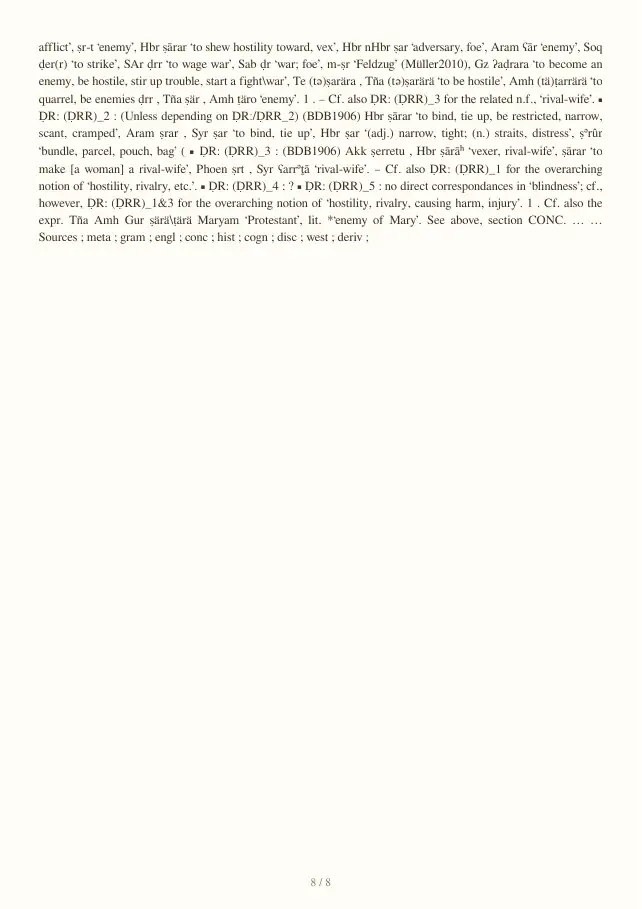 afflict’, ṣr-t ‘enemy’, Hbr ṣārar ‘to shew hostility toward, vex’, Hbr nHbr ṣar ‘adversary, foe’, Aram ʕār ‘enemy’, Soq
ḍer(r) ‘to strike’, SAr ḍrr ‘to wage war’, Sab ḍr ‘war; foe’, m-ṣr ‘Feldzug’ (Müller2010), Gz ʔaḍrara ‘to become an
enemy, be hostile, stir up trouble, start a fight\war’, Te (tə)ṣarära , Tña (tə)ṣarärä ‘to be hostile’, Amh (tä)ṭarrärä ‘to
quarrel, be enemies ḍrr , Tña ṣär , Amh ṭäro ‘enemy’. 1 . – Cf. also ḌR: (ḌRR)_3 for the related n.f., ‘rival-wife’. ▪
ḌR: (ḌRR)_2 : (Unless depending on ḌR:/ḌRR_2) (BDB1906) Hbr ṣārar ‘to bind, tie up, be restricted, narrow,
scant, cramped’, Aram ṣrar , Syr ṣar ‘to bind, tie up’, Hbr ṣar ‘(adj.) narrow, tight; (n.) straits, distress’, ṣᵊrûr
‘bundle, parcel, pouch, bag’ ( ▪ ḌR: (ḌRR)_3 : (BDB1906) Akk ṣerretu , Hbr ṣārāʰ ‘vexer, rival-wife’, ṣārar ‘to
make [a woman] a rival-wife’, Phoen ṣrt , Syr ʕarrᵊṯā ‘rival-wife’. – Cf. also ḌR: (ḌRR)_1 for the overarching
notion of ‘hostility, rivalry, etc.’. ▪ ḌR: (ḌRR)_4 : ? ▪ ḌR: (ḌRR)_5 : no direct correspondances in ‘blindness’; cf.,
however, ḌR: (ḌRR)_1&3 for the overarching notion of ‘hostility, rivalry, causing harm, injury’. 1 . Cf. also the
expr. Tña Amh Gur ṣärä\ṭärä Maryam ‘Protestant’, lit. *‘enemy of Mary’. See above, section CONC. … …
Sources ; meta ; gram ; engl ; conc ; hist ; cogn ; disc ; west ; deriv ;
8 / 8